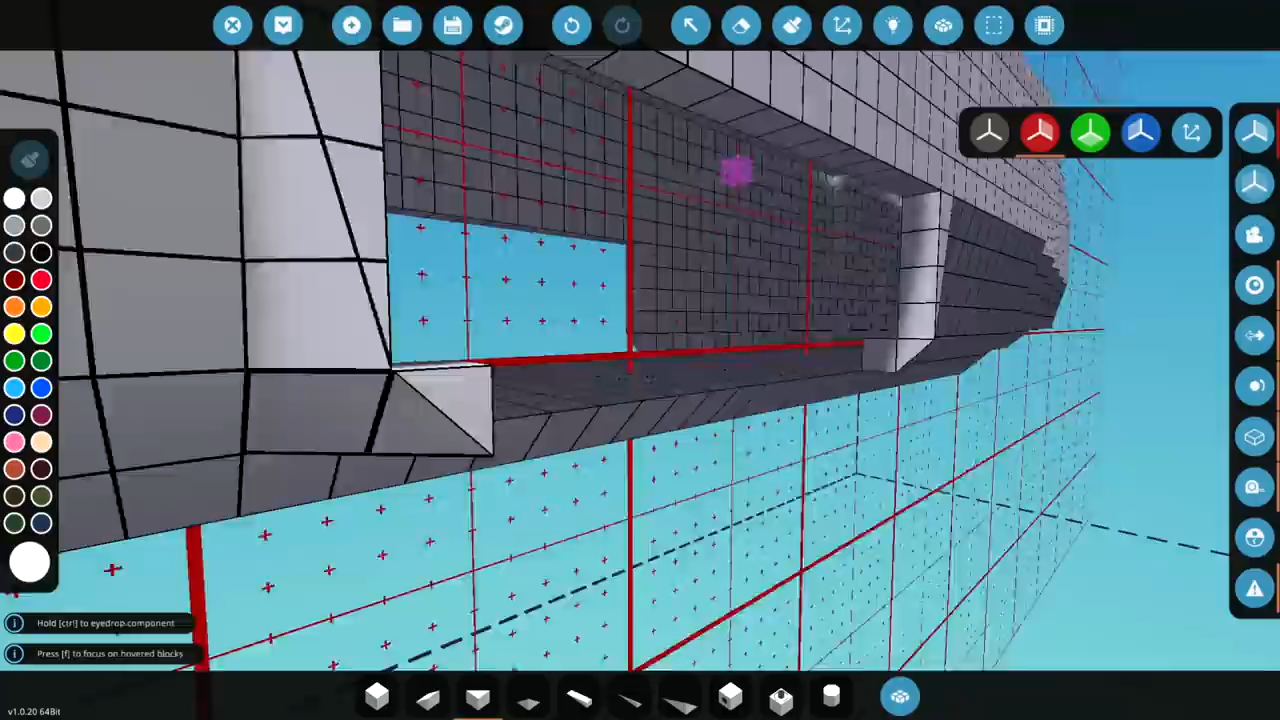 Hold [ctrl] to eyedrop component
Press [f] to focus on hovered blocks
v1.0.20 64Bit